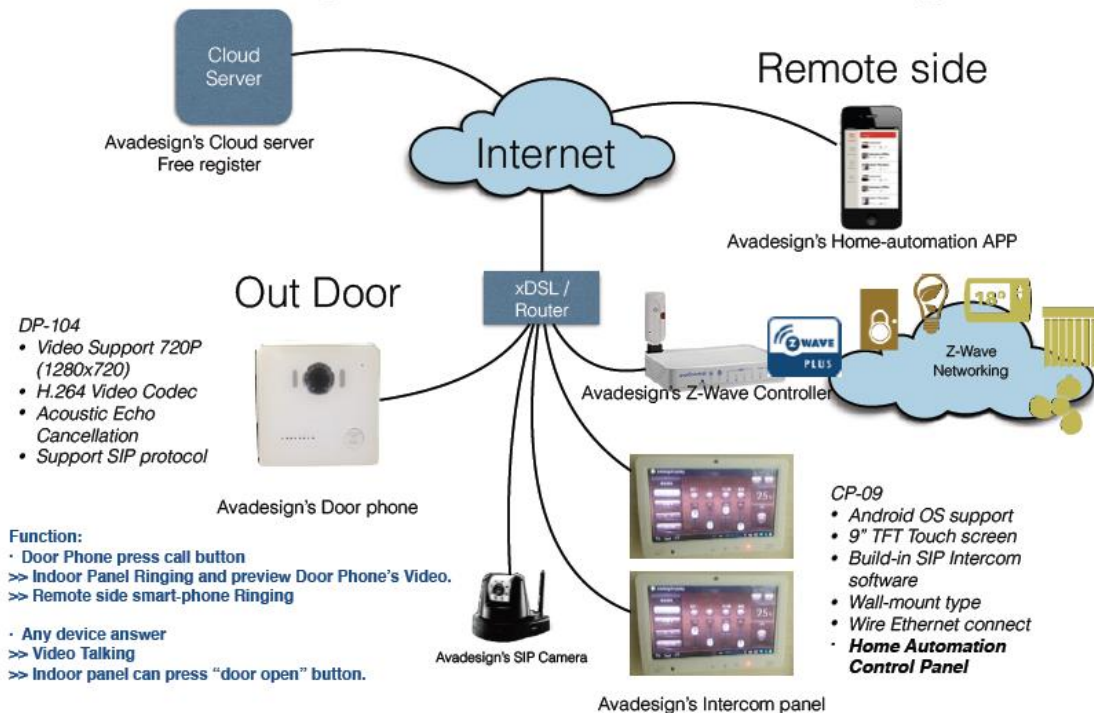 Cloud
Server
Avadesign's Cloud server
Free register
Internet
Remote side
Avadesign's Home-automation APP
Out Door
xDSL /
Router
DP-104
• Video Support 720P
(1280x720)
• H.264 Video Codec
• Acoustic Echo
Cancellation
• Support SIP protocol
Avadesign's Door phone
Avadesign's Z-Wave Controller
Z WAVE
PLUS
18°
Z-Wave
Networking
Function:
· Door Phone press call button
>> Indoor Panel Ringing and preview Door Phone's Video.
>> Remote side smart-phone Ringing
· Any device answer
>> Video Talking
>> Indoor panel can press "door open" button.
Avadesign's SIP Camera
Avadesign's Intercom panel
CP-09
• Android OS support
• 9" TFT Touch screen
• Build-in SIP Intercom
software
• Wall-mount type
• Wire Ethernet connect
· Home Automation
Control Panel